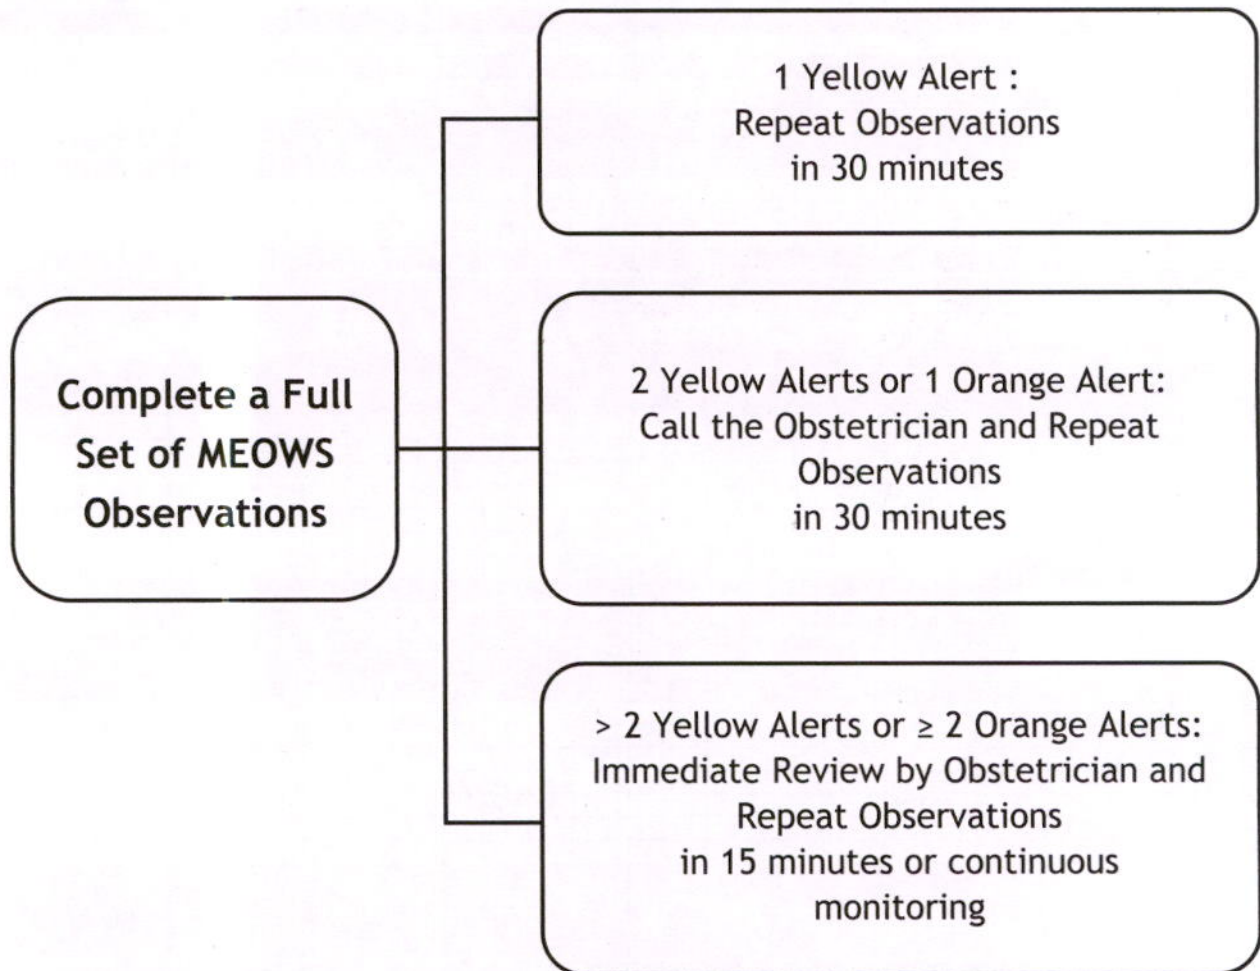 1 Yellow Alert :
Repeat Observations
in 30 minutes
Complete a Full
Set of MEOWS
Observations
2 Yellow Alerts or 1 Orange Alert:
Call the Obstetrician and Repeat
Observations
in 30 minutes
> 2 Yellow Alerts or ≥ 2 Orange Alerts:
Immediate Review by Obstetrician and
Repeat Observations
in 15 minutes or continuous
monitoring